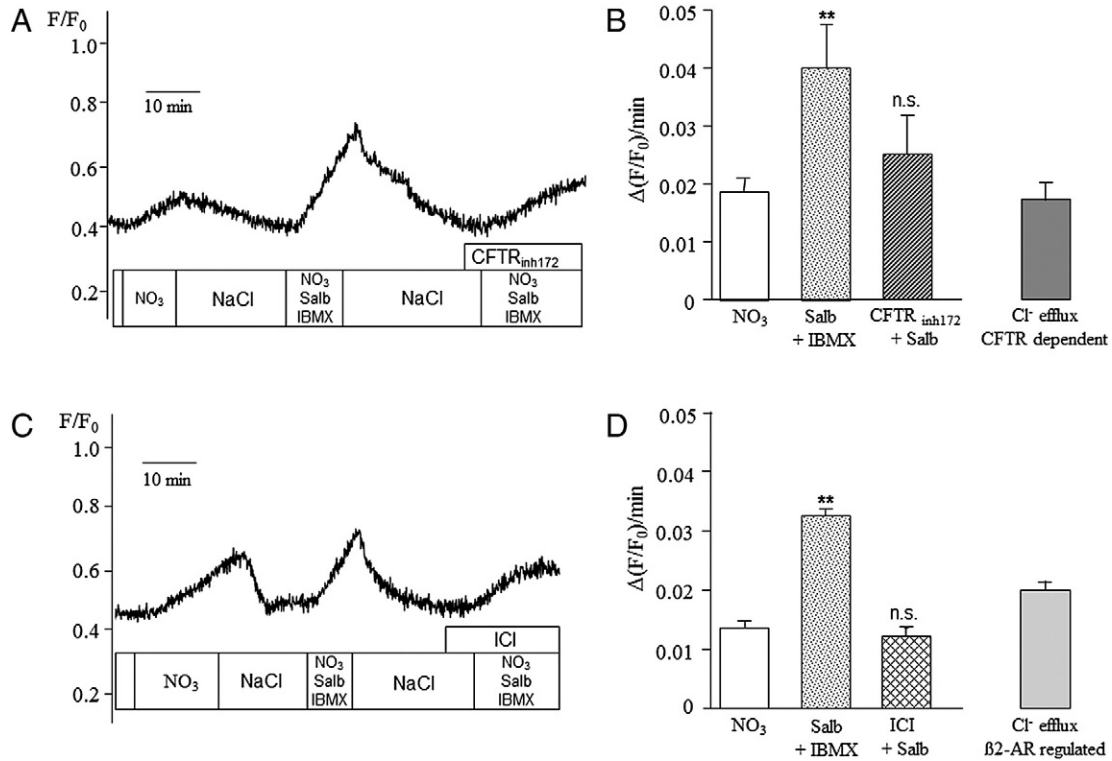 A
F/F0
1.0
0.8
0.6
0.4
0.2
10 min
CFTRinh172
NO3
NaCl
NO3
Salb
IBMX
NaCl
NO3
Salb
IBMX
B
Δ(F/F0)/min
0.05
0.04
0.03
0.02
0.01
0
**
n.s.
NO3
Salb
+ IBMX
CFTR inh172
+ Salb
Cl- efflux
CFTR dependent
C
F/F0
1.0
0.8
0.6
0.4
0.2
10 min
ICI
NO3
NaCl
NO3
Salb
IBMX
NaCl
NO3
Salb
IBMX
D
Δ(F/F0)/min
0.05
0.04
0.03
0.02
0.01
0
**
n.s.
NO3
Salb
+ IBMX
ICI
+ Salb
Cl- efflux
ß2-AR regulated